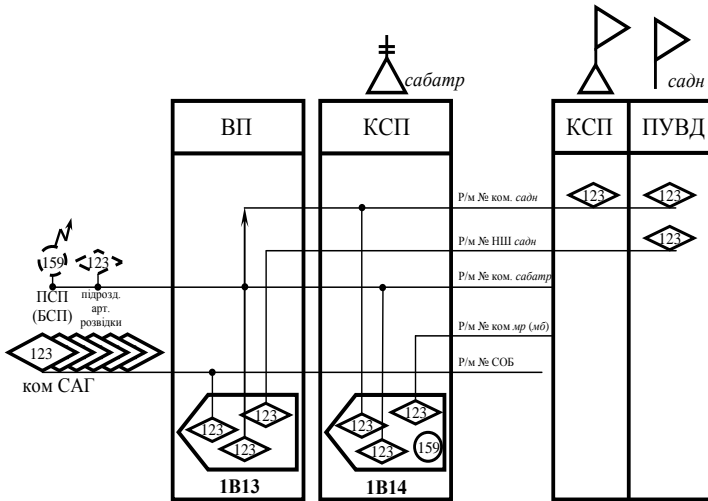 сабатр
садн
ВП
КСП
КСП
ПУВД
Р/м № ком. садн
123
123
Р/м № НШ садн
123
159
123
Р/м № ком. сабатр
ПСП
(БСП)
підрозд.
арт.
розвідки
Р/м № ком мр (мб)
123
Р/м № СОБ
ком САГ
123
123
123
123
123
123
159
1В13
1В14